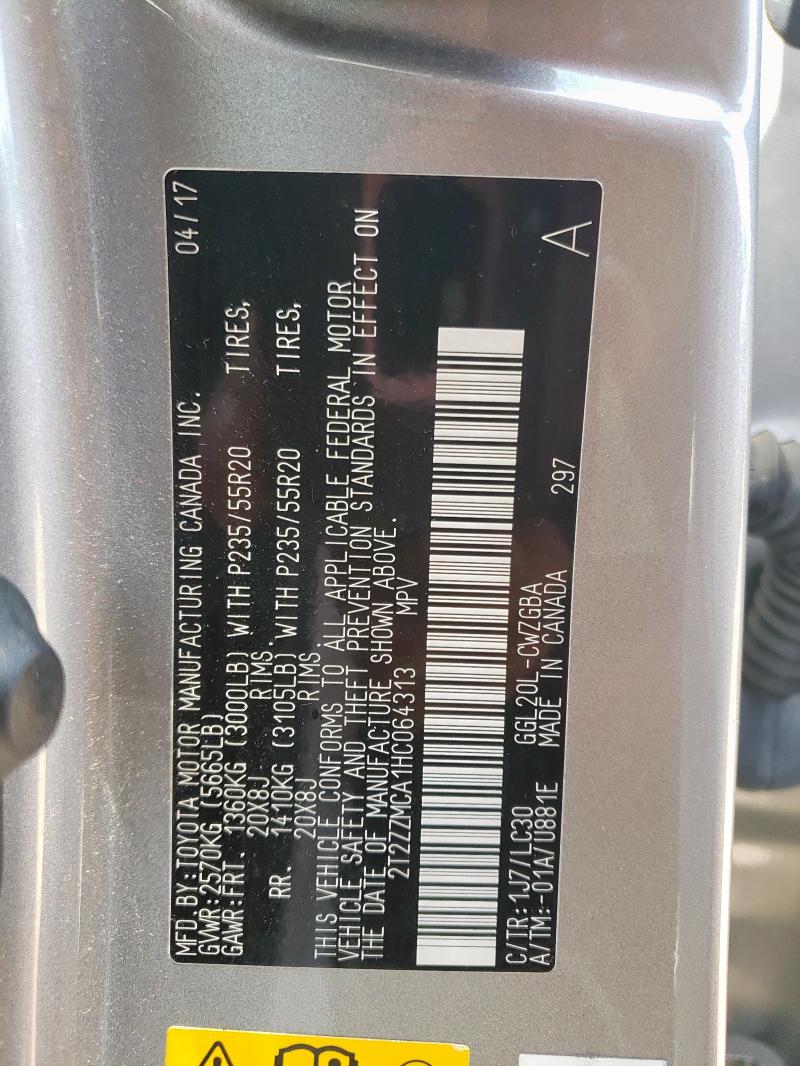 MFD.BY:TOYOTA MOTOR MANUFACTURING CANADA INC. 04/17
GVWR:2570KG (5665LB)
GAWR:FRT. 1360KG (3000LB) WITH P235/55R20 TIRES,
20X8J RIMS.
RR. 1410KG (3105LB) WITH P235/55R20 TIRES,
20X8J RIMS.
THIS VEHICLE CONFORMS TO ALL APPLICABLE FEDERAL MOTOR
VEHICLE SAFETY AND THEFT PREVENTION STANDARDS IN EFFECT ON
THE DATE OF MANUFACTURE SHOWN ABOVE.
2T2ZZMCA1HC064313 MPV
C/TR:1J7/LC30 GGL20L-CWZGBA
A/TM:-01A/U881E MADE IN CANADA 297 A